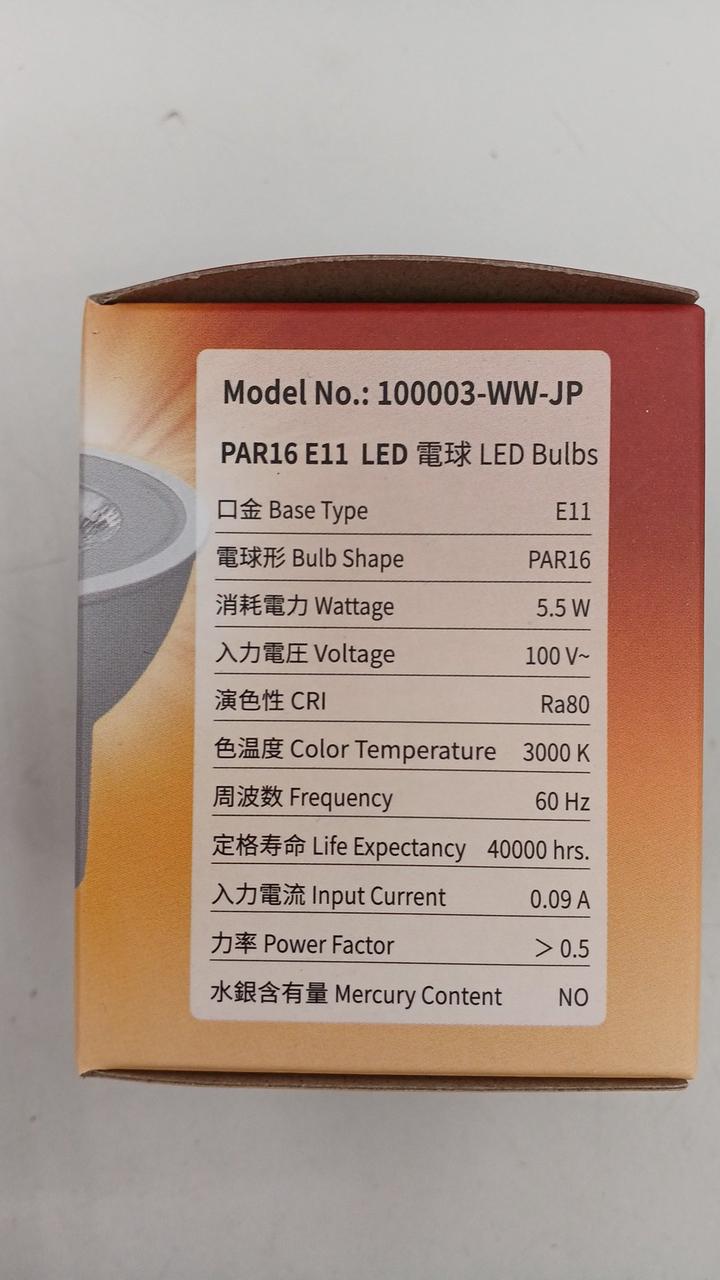 Model No.: 100003-WW-JP
PAR16 E11 LED 電球 LED Bulbs
口金 Base Type E11
電球形 Bulb Shape PAR16
消耗電力 Wattage 5.5 W
入力電圧 Voltage 100 V~
演色性 CRI Ra80
色温度 Color Temperature 3000 K
周波数 Frequency 60 Hz
定格寿命 Life Expectancy 40000 hrs.
入力電流 Input Current 0.09 A
力率 Power Factor ＞ 0.5
水銀含有量 Mercury Content NO